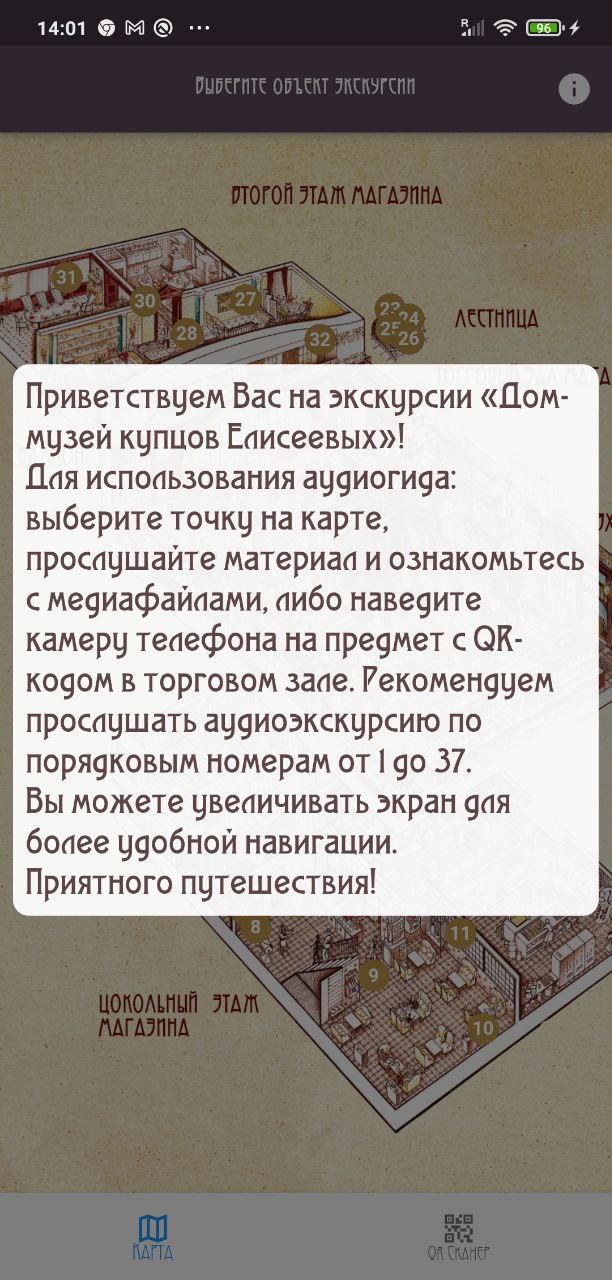 14:01
R
96
Выберите объект экскурсии
ВТОРОЙ ЭТАЖ МАГАЗИНА
31
30
27
28
32
23
24
25
26
ЛЕСТНИЦА
Приветствуем Вас на экскурсии «Дом-
музей купцов Елисеевых»!
Для использования аудиогида:
выберите точку на карте,
прослушайте материал и ознакомьтесь
с медиафайлами, либо наведите
камеру телефона на предмет с QR-
кодом в торговом зале. Рекомендуем
прослушать аудиоэкскурсию по
порядковым номерам от 1 до 37.
Вы можете увеличивать экран для
более удобной навигации.
Приятного путешествия!
8
11
9
10
ЦОКОЛЬНЫЙ ЭТАЖ
МАГАЗИНА
Карта
QR Сканер